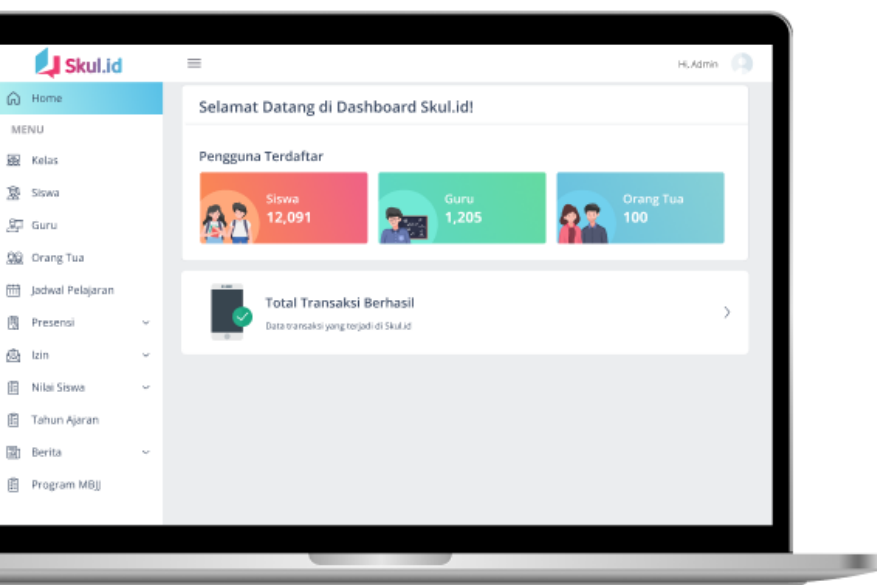 Skul.id
Hi, Admin
Home
MENU
Kelas
Siswa
Guru
Orang Tua
Jadwal Pelajaran
Presensi
Izin
Nilai Siswa
Tahun Ajaran
Berita
Program MBJJ
Selamat Datang di Dashboard Skul.id!
Pengguna Terdaftar
Siswa
12,091
Guru
1,205
Orang Tua
100
Total Transaksi Berhasil
Data transaksi yang terjadi di Skul.id